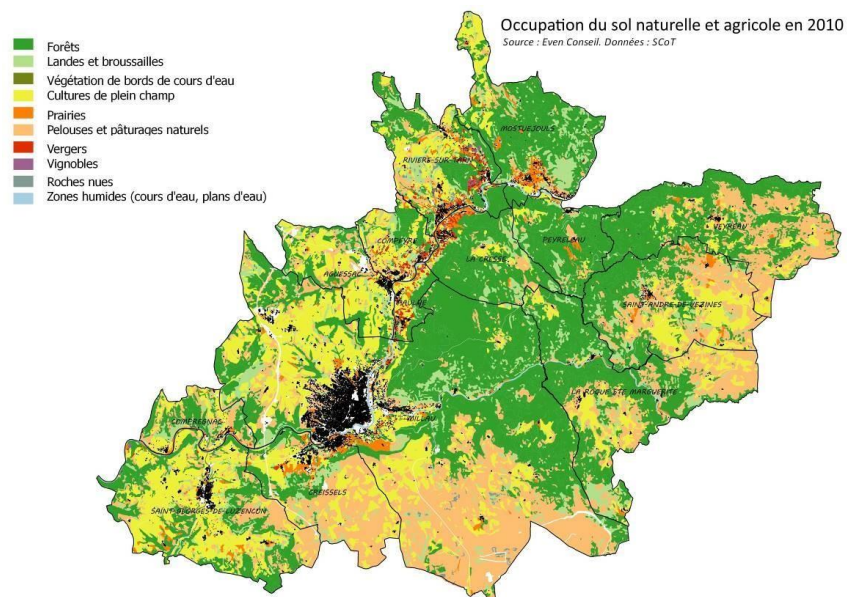 Occupation du sol naturelle et agricole en 2010
Source : Even Conseil. Données : SCoT
Forêts
Landes et broussailles
Végétation de bords de cours d'eau
Cultures de plein champ
Prairies
Pelouses et pâturages naturels
Vergers
Vignobles
Roches nues
Zones humides (cours d'eau, plans d'eau)
MOSTUEJOULS
RIVIERE-SUR-TARN
VEYREAU
COMPEYRE
PEYRELEAU
LA CRESSE
AGUESSAC
PAULHE
SAINT-ANDRE-DE-VEZINES
LA ROQUE STE MARGUERITE
MILLAU
COMPREGNAC
CREISSELS
SAINT-GEORGES-DE-LUZENCON